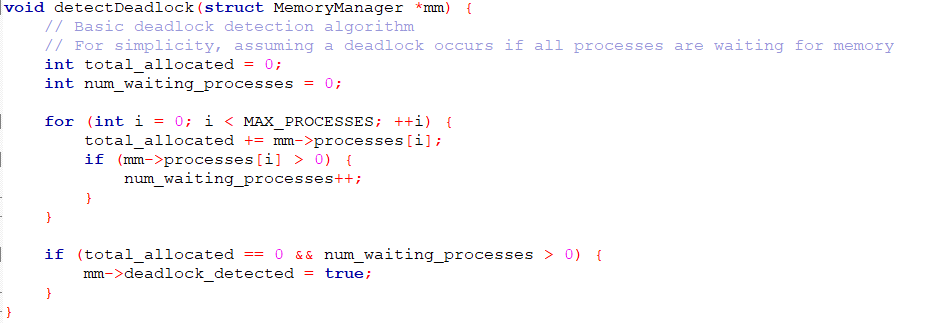 void detectDeadlock(struct MemoryManager *mm) {
    // Basic deadlock detection algorithm
    // For simplicity, assuming a deadlock occurs if all processes are waiting for memory
    int total_allocated = 0;
    int num_waiting_processes = 0;

    for (int i = 0; i < MAX_PROCESSES; ++i) {
        total_allocated += mm->processes[i];
        if (mm->processes[i] > 0) {
            num_waiting_processes++;
        }
    }

    if (total_allocated == 0 && num_waiting_processes > 0) {
        mm->deadlock_detected = true;
    }
}